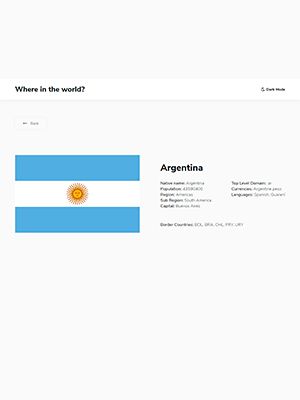 Where in the world?
Dark Mode
← Back
Argentina
Native name: Argentina
Population: 43590400
Region: Americas
Sub Region: South America
Capital: Buenos Aires
Top Level Domain: .ar
Currencies: Argentine peso
Languages: Spanish, Guaraní
Border Countries: BOL, BRA, CHL, PRY, URY